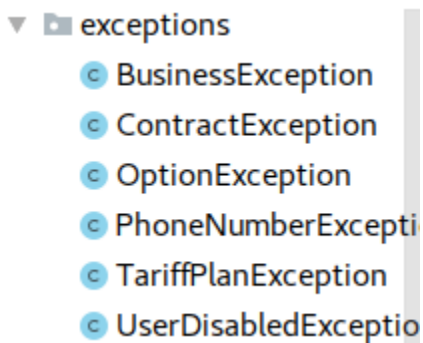 exceptions
BusinessException
ContractException
OptionException
PhoneNumberExcepti
TariffPlanException
UserDisabledExceptio